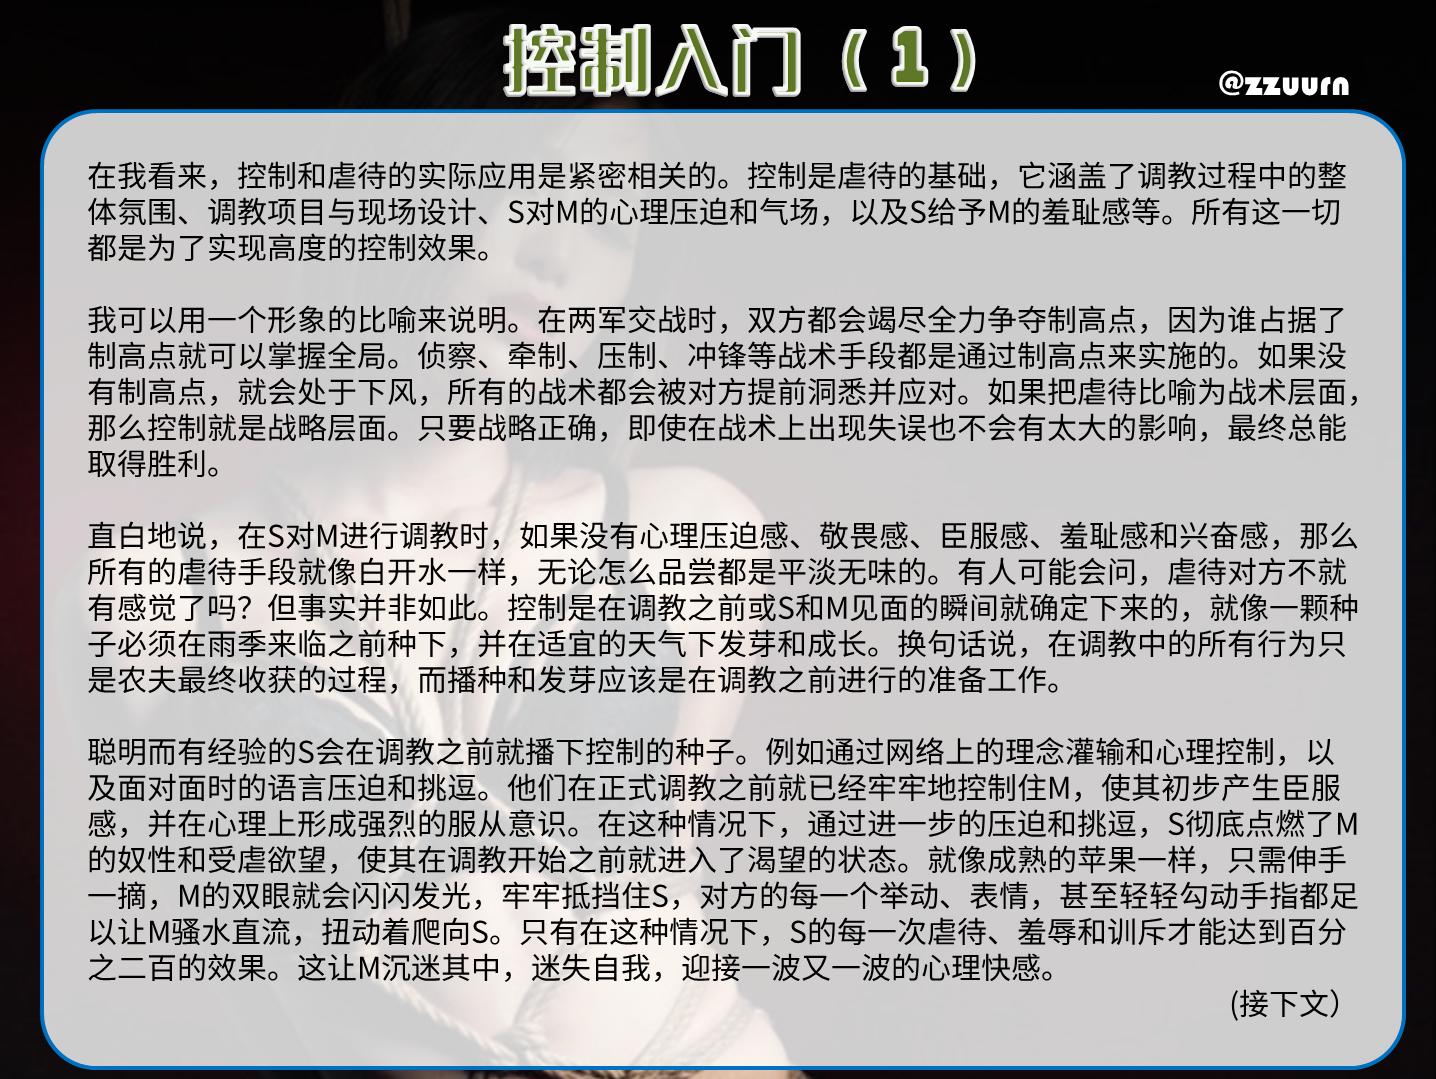 控制入门（1）
@zzuurn
在我看来，控制和虐待的实际应用是紧密相关的。控制是虐待的基础，它涵盖了调教过程中的整
体氛围、调教项目与现场设计、S对M的心理压迫和气场，以及S给予M的羞耻感等。所有这一切
都是为了实现高度的控制效果。
我可以用一个形象的比喻来说明。在两军交战时，双方都会竭尽全力争夺制高点，因为谁占据了
制高点就可以掌握全局。侦察、牵制、压制、冲锋等战术手段都是通过制高点来实施的。如果没
有制高点，就会处于下风，所有的战术都会被对方提前洞悉并应对。如果把虐待比喻为战术层面，
那么控制就是战略层面。只要战略正确，即使在战术上出现失误也不会有太大的影响，最终总能
取得胜利。
直白地说，在S对M进行调教时，如果没有心理压迫感、敬畏感、臣服感、羞耻感和兴奋感，那么
所有的虐待手段就像白开水一样，无论怎么品尝都是平淡无味的。有人可能会问，虐待对方不就
有感觉了吗？但事实并非如此。控制是在调教之前或S和M见面的瞬间就确定下来的，就像一颗种
子必须在雨季来临之前种下，并在适宜的天气下发芽和成长。换句话说，在调教中的所有行为只
是农夫最终收获的过程，而播种和发芽应该是在调教之前进行的准备工作。
聪明而有经验的S会在调教之前就播下控制的种子。例如通过网络上的理念灌输和心理控制，以
及面对面时的语言压迫和挑逗。他们在正式调教之前就已经牢牢地控制住M，使其初步产生臣服
感，并在心理上形成强烈的服从意识。在这种情况下，通过进一步的压迫和挑逗，S彻底点燃了M
的奴性和受虐欲望，使其在调教开始之前就进入了渴望的状态。就像成熟的苹果一样，只需伸手
一摘，M的双眼就会闪闪发光，牢牢抵挡住S，对方的每一个举动、表情，甚至轻轻勾动手指都足
以让M骚水直流，扭动着爬向S。只有在这种情况下，S的每一次虐待、羞辱和训斥才能达到百分
之二百的效果。这让M沉迷其中，迷失自我，迎接一波又一波的心理快感。
(接下文）